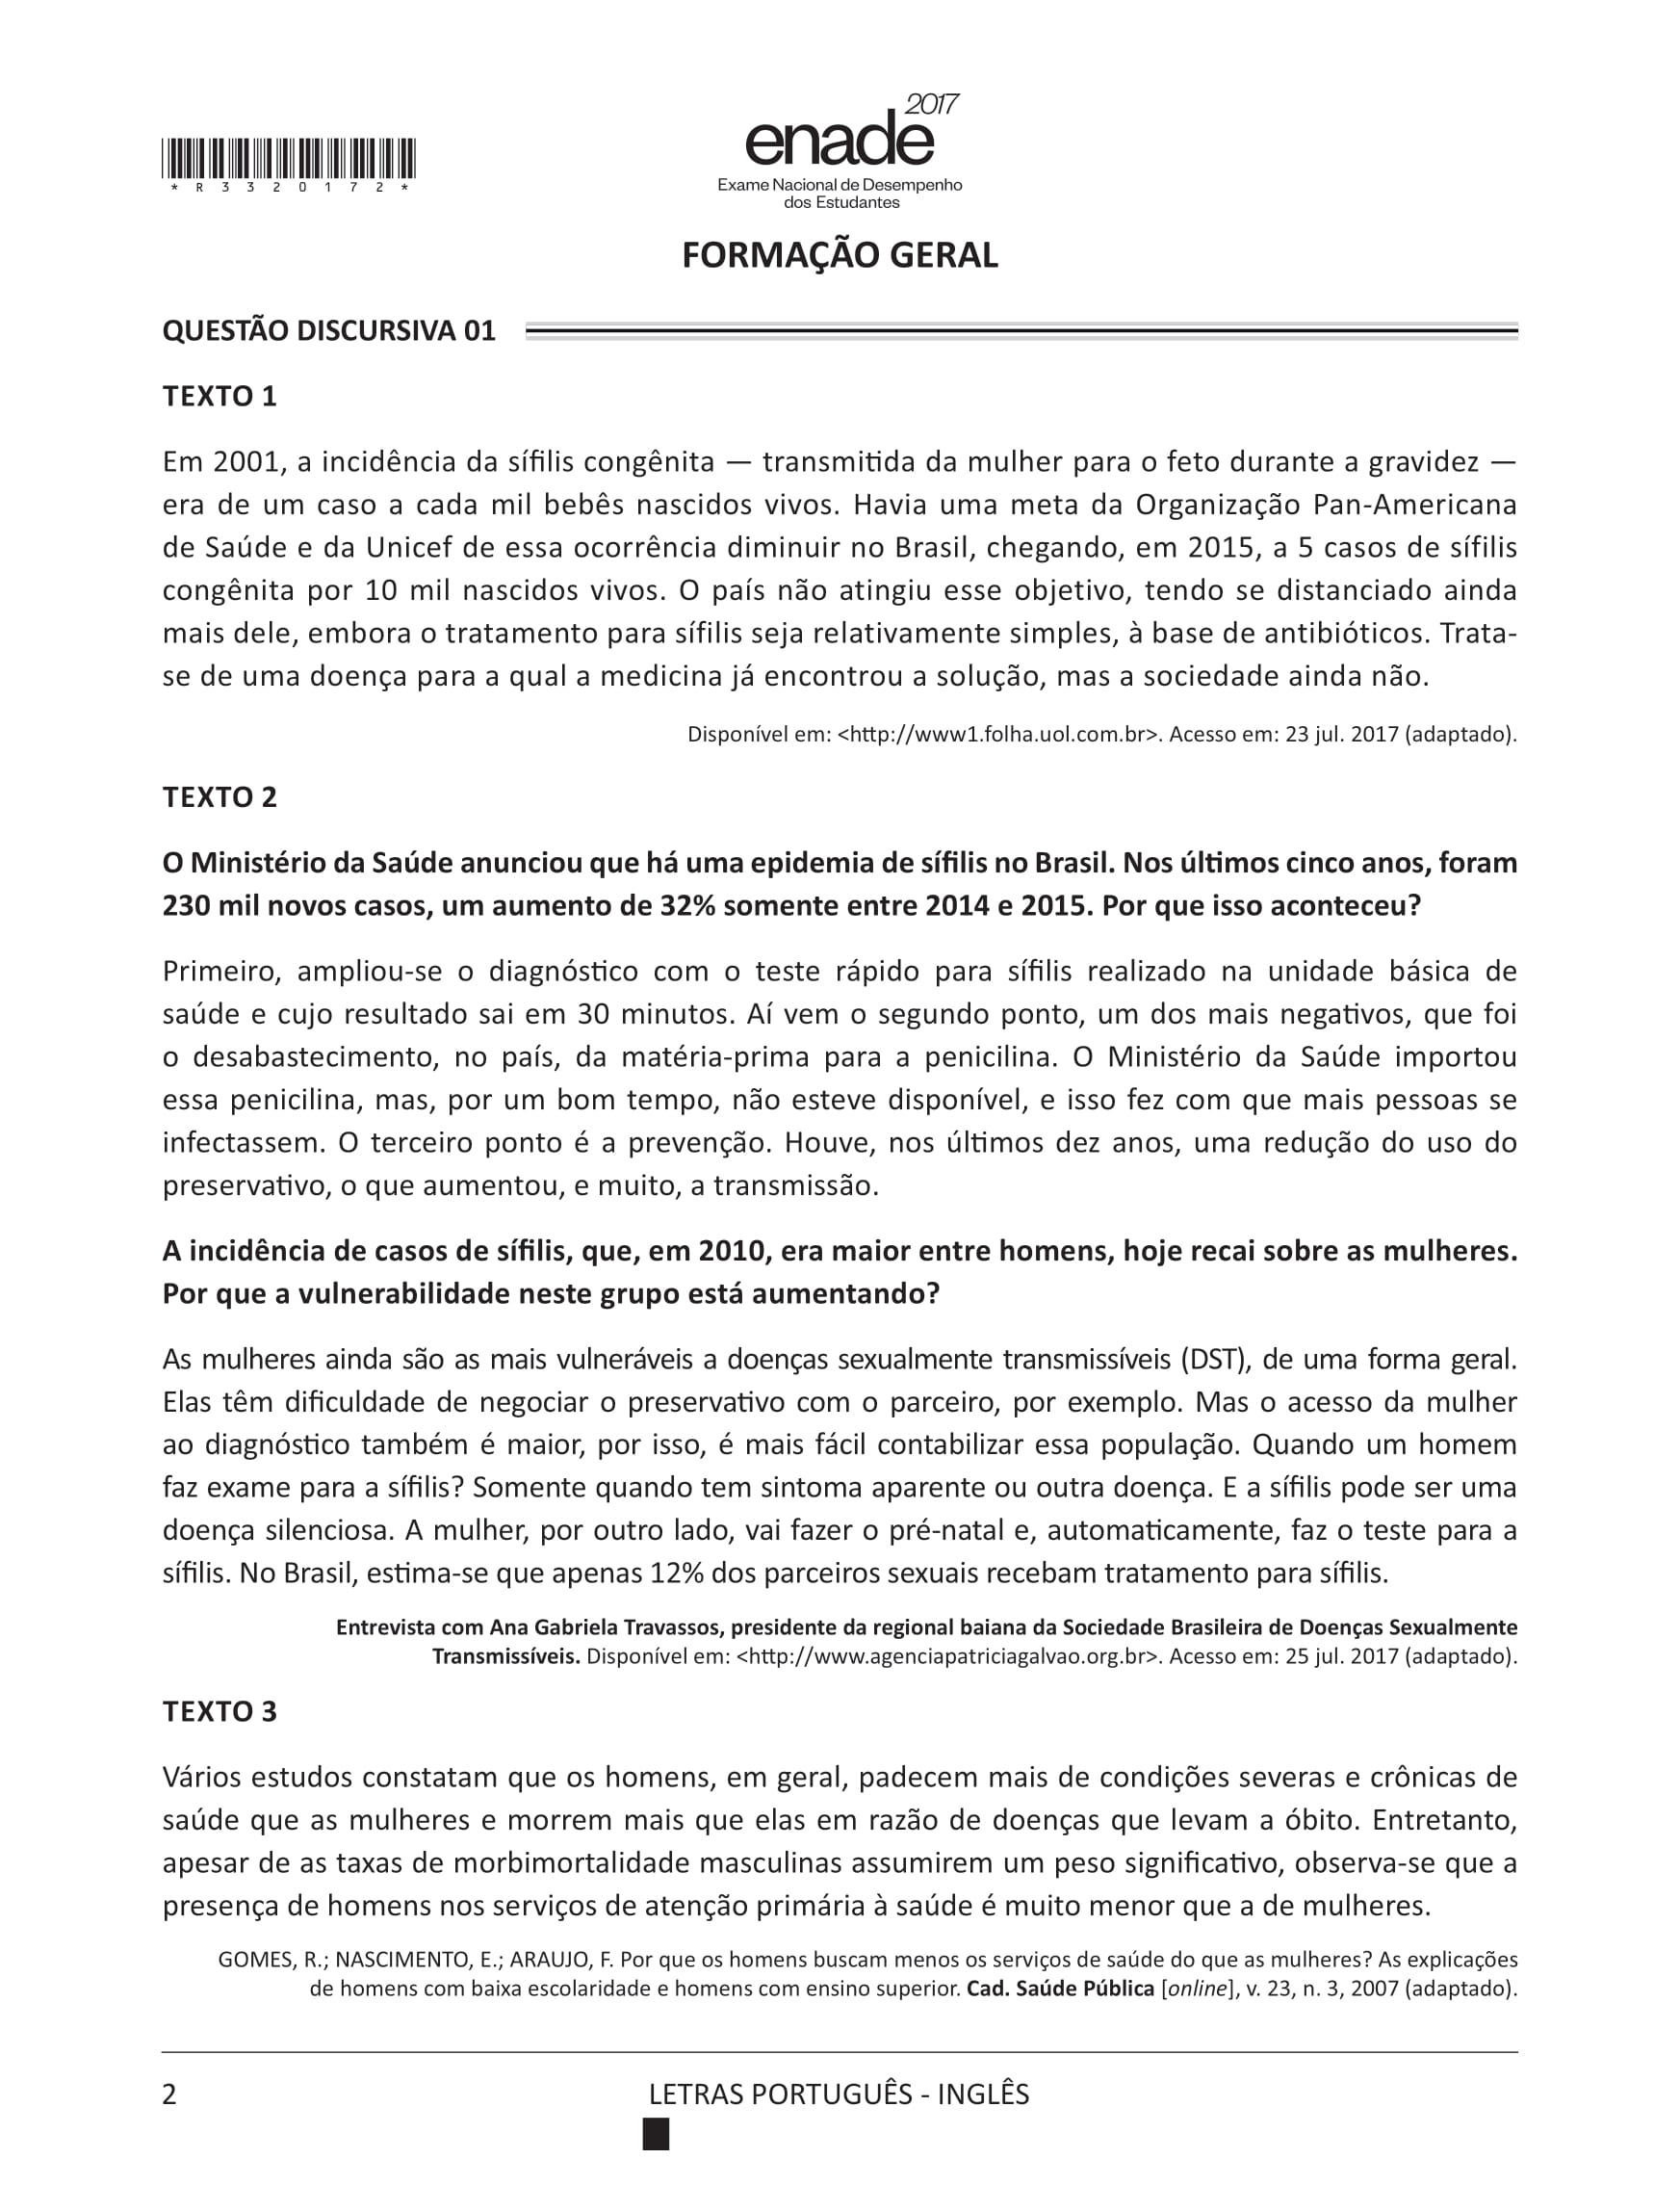 2017
enade
Exame Nacional de Desempenho
dos Estudantes
*R3320172*
FORMAÇÃO GERAL
QUESTÃO DISCURSIVA 01
TEXTO 1
Em 2001, a incidência da sífilis congênita — transmitida da mulher para o feto durante a gravidez —
era de um caso a cada mil bebês nascidos vivos. Havia uma meta da Organização Pan-Americana
de Saúde e da Unicef de essa ocorrência diminuir no Brasil, chegando, em 2015, a 5 casos de sífilis
congênita por 10 mil nascidos vivos. O país não atingiu esse objetivo, tendo se distanciado ainda
mais dele, embora o tratamento para sífilis seja relativamente simples, à base de antibióticos. Trata-
se de uma doença para a qual a medicina já encontrou a solução, mas a sociedade ainda não.
Disponível em: <http://www1.folha.uol.com.br>. Acesso em: 23 jul. 2017 (adaptado).
TEXTO 2
O Ministério da Saúde anunciou que há uma epidemia de sífilis no Brasil. Nos últimos cinco anos, foram
230 mil novos casos, um aumento de 32% somente entre 2014 e 2015. Por que isso aconteceu?
Primeiro, ampliou-se o diagnóstico com o teste rápido para sífilis realizado na unidade básica de
saúde e cujo resultado sai em 30 minutos. Aí vem o segundo ponto, um dos mais negativos, que foi
o desabastecimento, no país, da matéria-prima para a penicilina. O Ministério da Saúde importou
essa penicilina, mas, por um bom tempo, não esteve disponível, e isso fez com que mais pessoas se
infectassem. O terceiro ponto é a prevenção. Houve, nos últimos dez anos, uma redução do uso do
preservativo, o que aumentou, e muito, a transmissão.
A incidência de casos de sífilis, que, em 2010, era maior entre homens, hoje recai sobre as mulheres.
Por que a vulnerabilidade neste grupo está aumentando?
As mulheres ainda são as mais vulneráveis a doenças sexualmente transmissíveis (DST), de uma forma geral.
Elas têm dificuldade de negociar o preservativo com o parceiro, por exemplo. Mas o acesso da mulher
ao diagnóstico também é maior, por isso, é mais fácil contabilizar essa população. Quando um homem
faz exame para a sífilis? Somente quando tem sintoma aparente ou outra doença. E a sífilis pode ser uma
doença silenciosa. A mulher, por outro lado, vai fazer o pré-natal e, automaticamente, faz o teste para a
sífilis. No Brasil, estima-se que apenas 12% dos parceiros sexuais recebam tratamento para sífilis.
Entrevista com Ana Gabriela Travassos, presidente da regional baiana da Sociedade Brasileira de Doenças Sexualmente
Transmissíveis. Disponível em: <http://www.agenciapatriciagalvao.org.br>. Acesso em: 25 jul. 2017 (adaptado).
TEXTO 3
Vários estudos constatam que os homens, em geral, padecem mais de condições severas e crônicas de
saúde que as mulheres e morrem mais que elas em razão de doenças que levam a óbito. Entretanto,
apesar de as taxas de morbimortalidade masculinas assumirem um peso significativo, observa-se que a
presença de homens nos serviços de atenção primária à saúde é muito menor que a de mulheres.
GOMES, R.; NASCIMENTO, E.; ARAUJO, F. Por que os homens buscam menos os serviços de saúde do que as mulheres? As explicações
de homens com baixa escolaridade e homens com ensino superior. Cad. Saúde Pública [online], v. 23, n. 3, 2007 (adaptado).
2
LETRAS PORTUGUÊS - INGLÊS